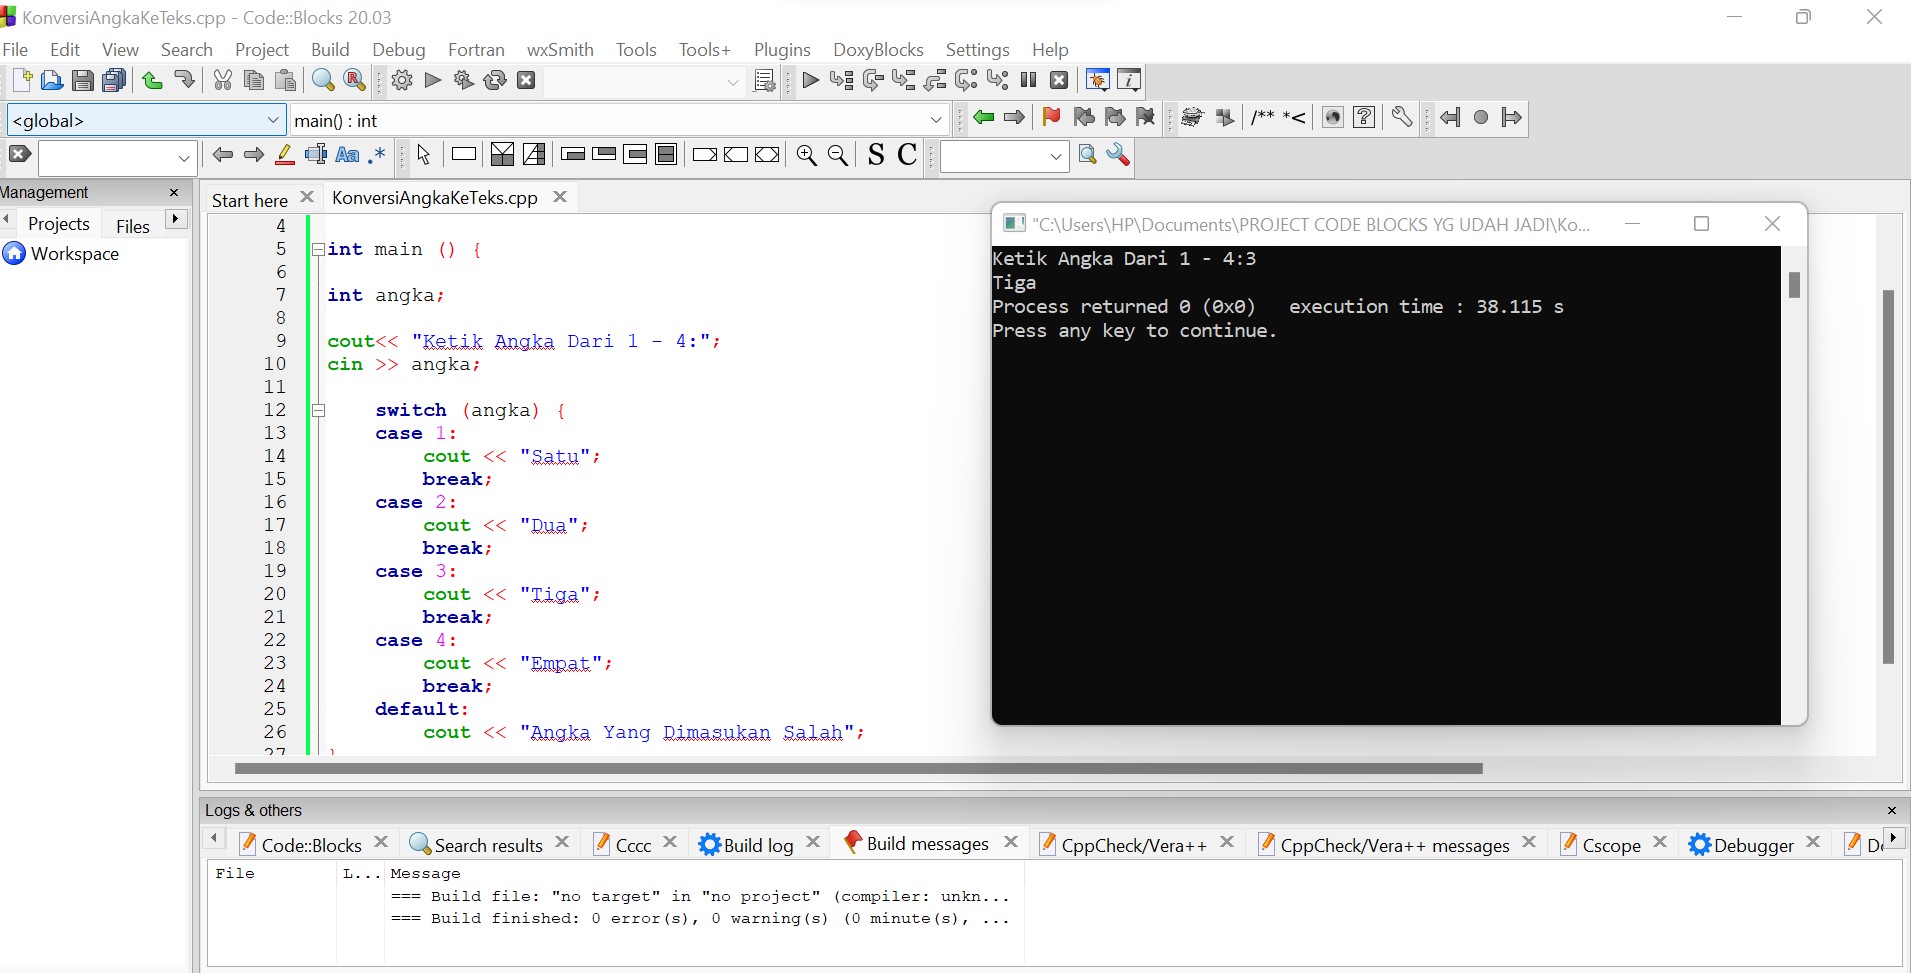 KonversiAngkaKeTeks.cpp - Code::Blocks 20.03
File Edit View Search Project Build Debug Fortran wxSmith Tools Tools+ Plugins DoxyBlocks Settings Help
<global> main() : int /** *<
Aa .* S C
Management
Projects Files
Workspace
Start here KonversiAngkaKeTeks.cpp
4
5 int main () {
6
7 int angka;
8
9 cout<< "Ketik Angka Dari 1 - 4:";
10 cin >> angka;
11
12 switch (angka) {
13 case 1:
14 cout << "Satu";
15 break;
16 case 2:
17 cout << "Dua";
18 break;
19 case 3:
20 cout << "Tiga";
21 break;
22 case 4:
23 cout << "Empat";
24 break;
25 default:
26 cout << "Angka Yang Dimasukan Salah";
27 }
"C:\Users\HP\Documents\PROJECT CODE BLOCKS YG UDAH JADI\Ko...
Ketik Angka Dari 1 - 4:3
Tiga
Process returned 0 (0x0) execution time : 38.115 s
Press any key to continue.
Logs & others
Code::Blocks Search results Cccc Build log Build messages CppCheck/Vera++ CppCheck/Vera++ messages Cscope Debugger
File L... Message
=== Build file: "no target" in "no project" (compiler: unkn...
=== Build finished: 0 error(s), 0 warning(s) (0 minute(s), ...